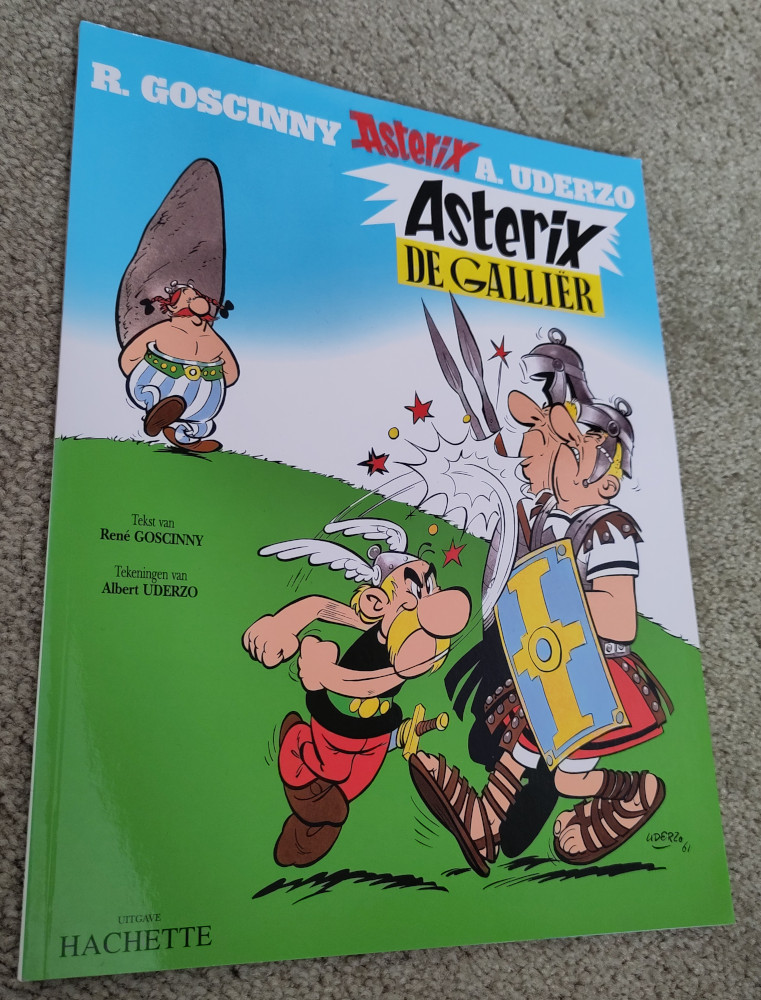 R. GOSCINNY Asterix A. UDERZO
Asterix
DE GALLIËR
Tekst van
René GOSCINNY
Tekeningen van
Albert UDERZO
UDERZO
61
UITGAVE
HACHETTE